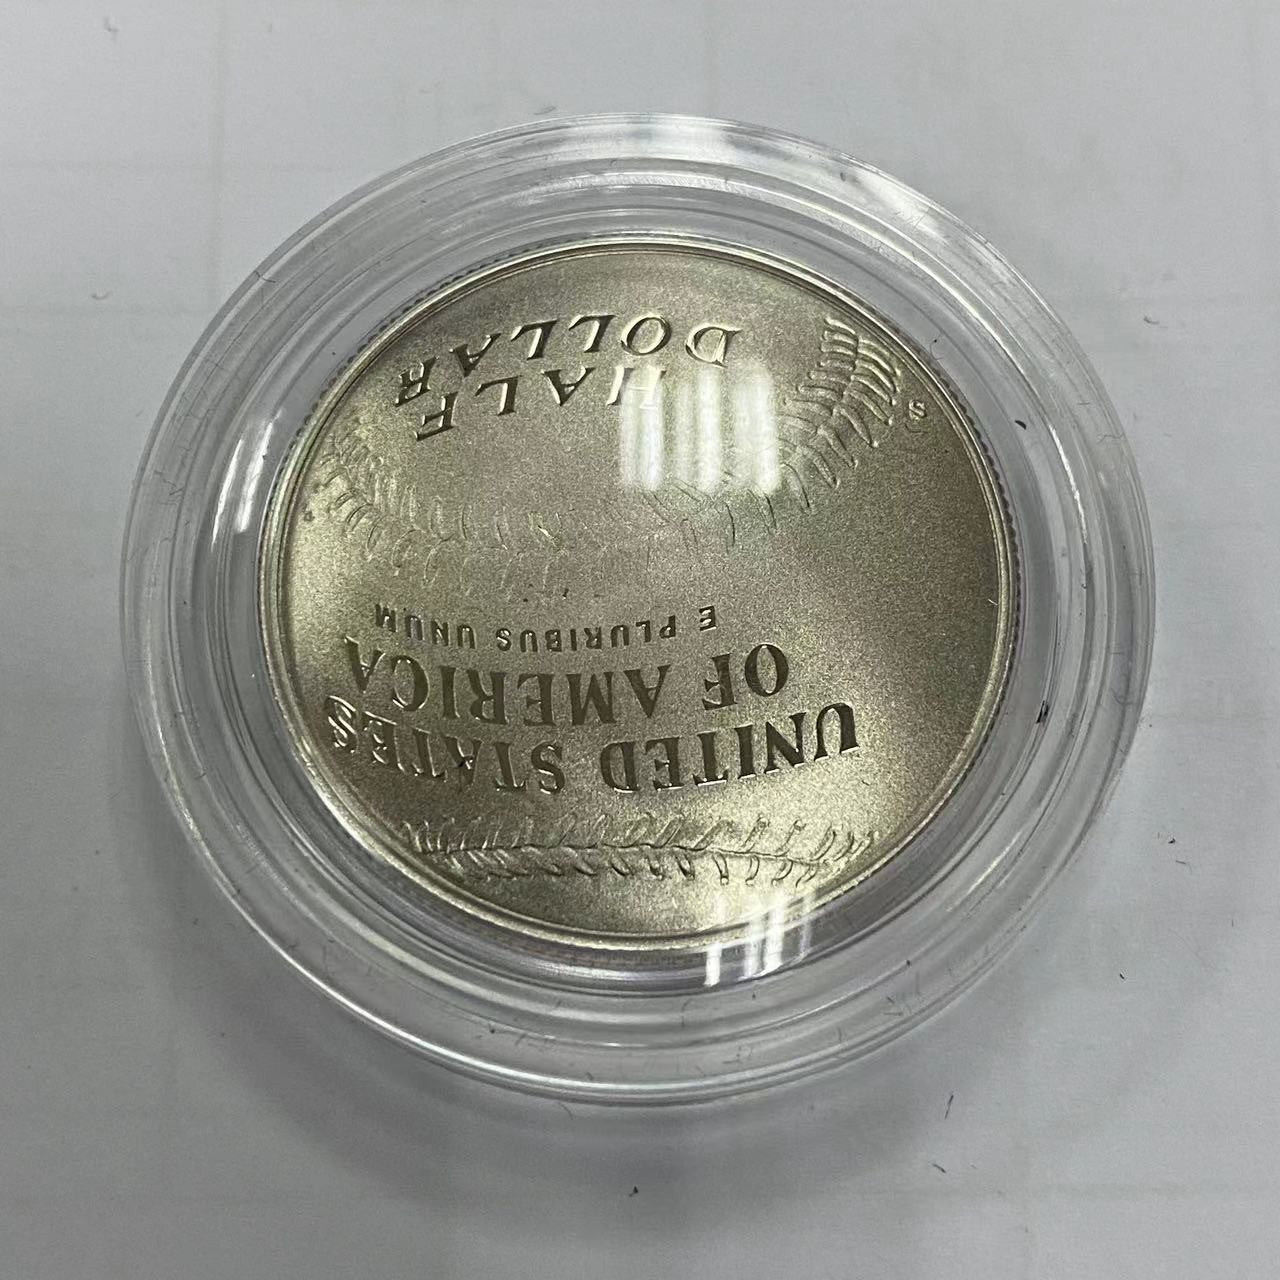 UNITED STATES
OF AMERICA
E PLURIBUS UNUM
S
HALF
DOLLAR